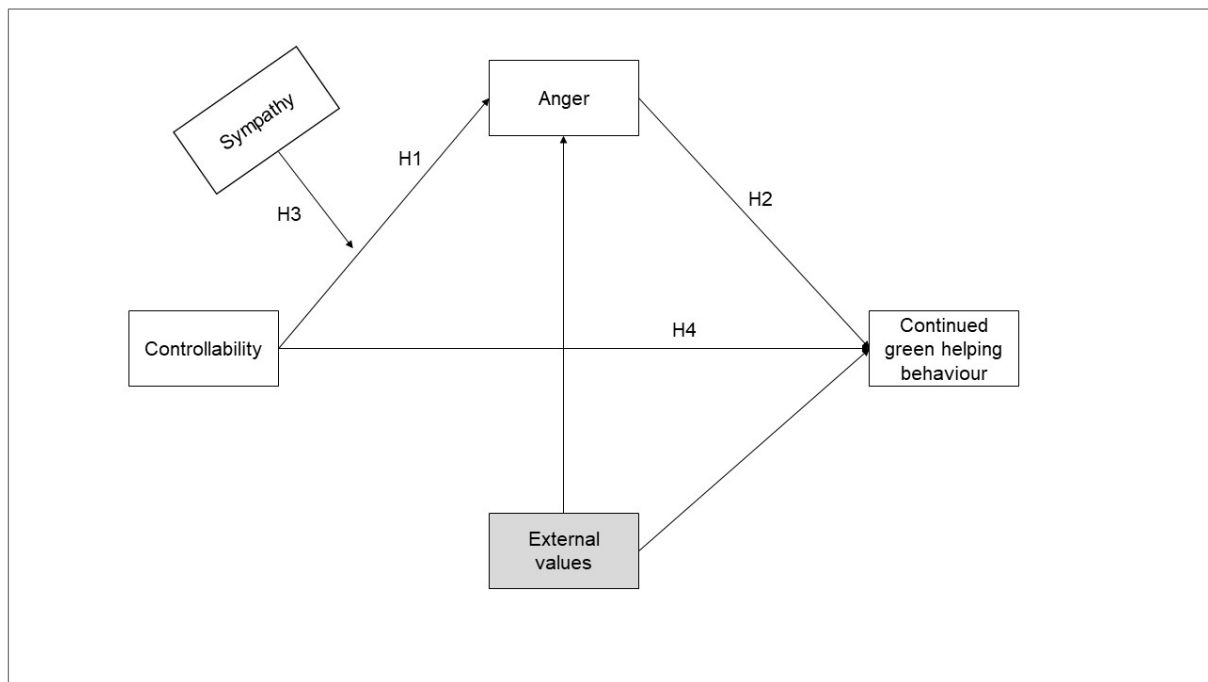 Anger
Sympathy
H1
H2
H3
Controllability
H4
Continued
green helping
behaviour
External
values